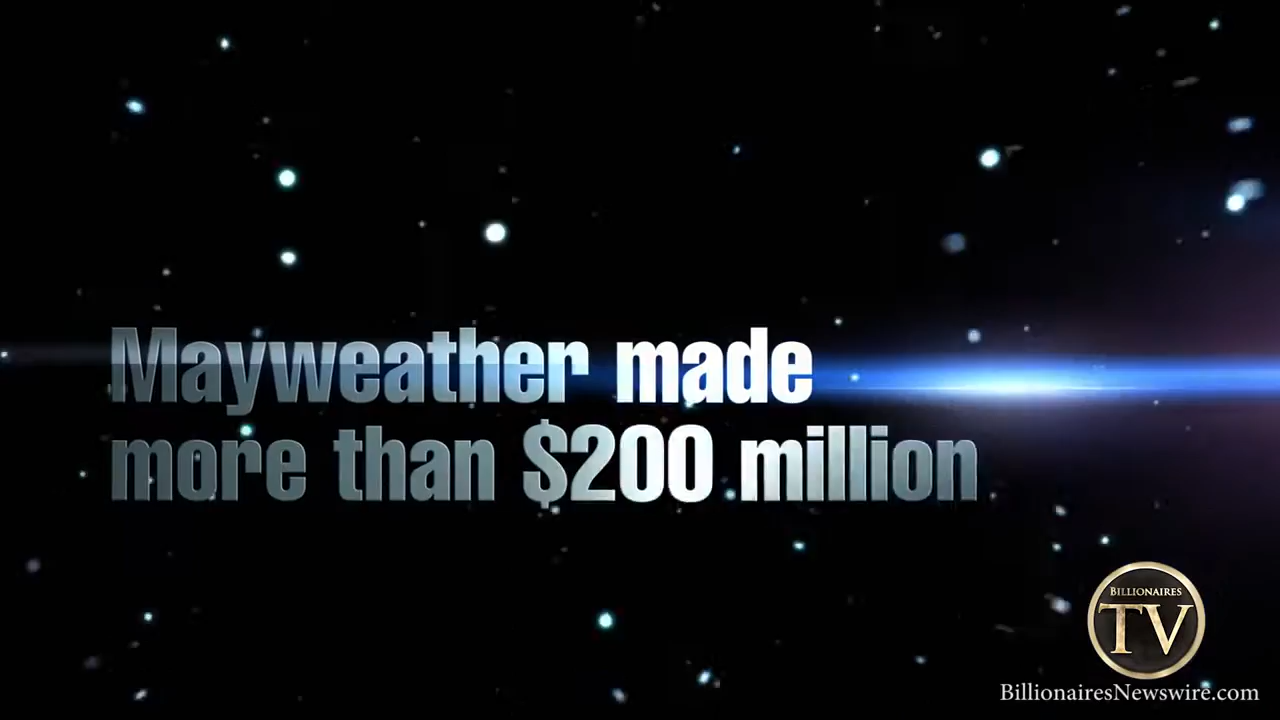 Mayweather made
more than $200 million
BILLIONAIRES
TV
BillionairesNewswire.com